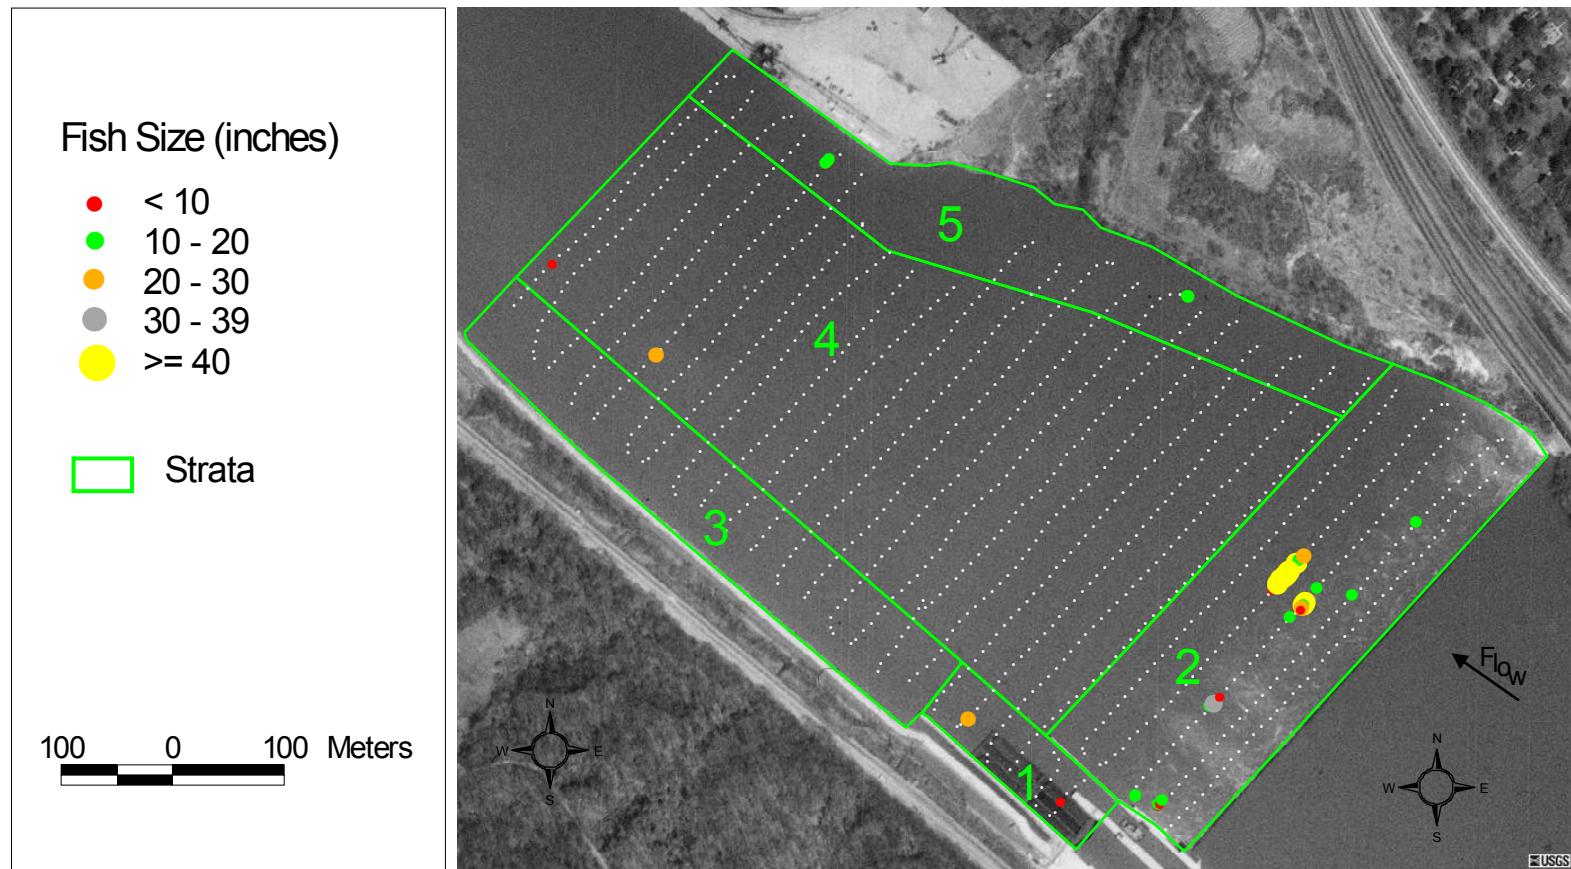 Fish Size (inches)
< 10
10 - 20
20 - 30
30 - 39
>= 40
Strata
100 0 100 Meters
5
4
3
2
1
Flow
N
W E
S
N
W E
S
USGS